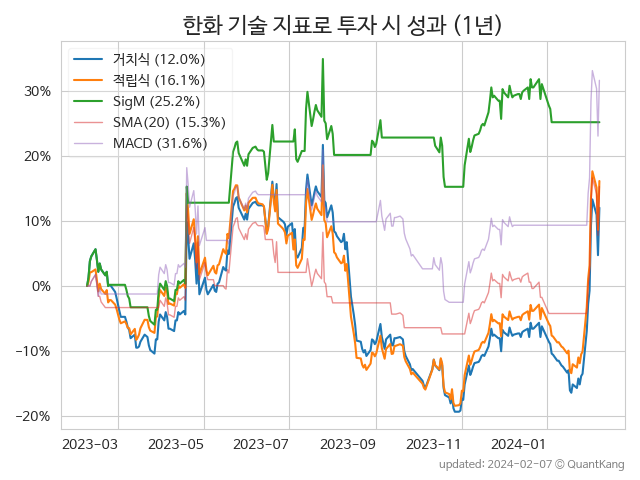 한화 기술 지표로 투자 시 성과 (1년)
거치식 (12.0%)
적립식 (16.1%)
SigM (25.2%)
SMA(20) (15.3%)
MACD (31.6%)
30%
20%
10%
0%
−10%
−20%
2023-03
2023-05
2023-07
2023-09
2023-11
2024-01
updated: 2024-02-07 © QuantKang